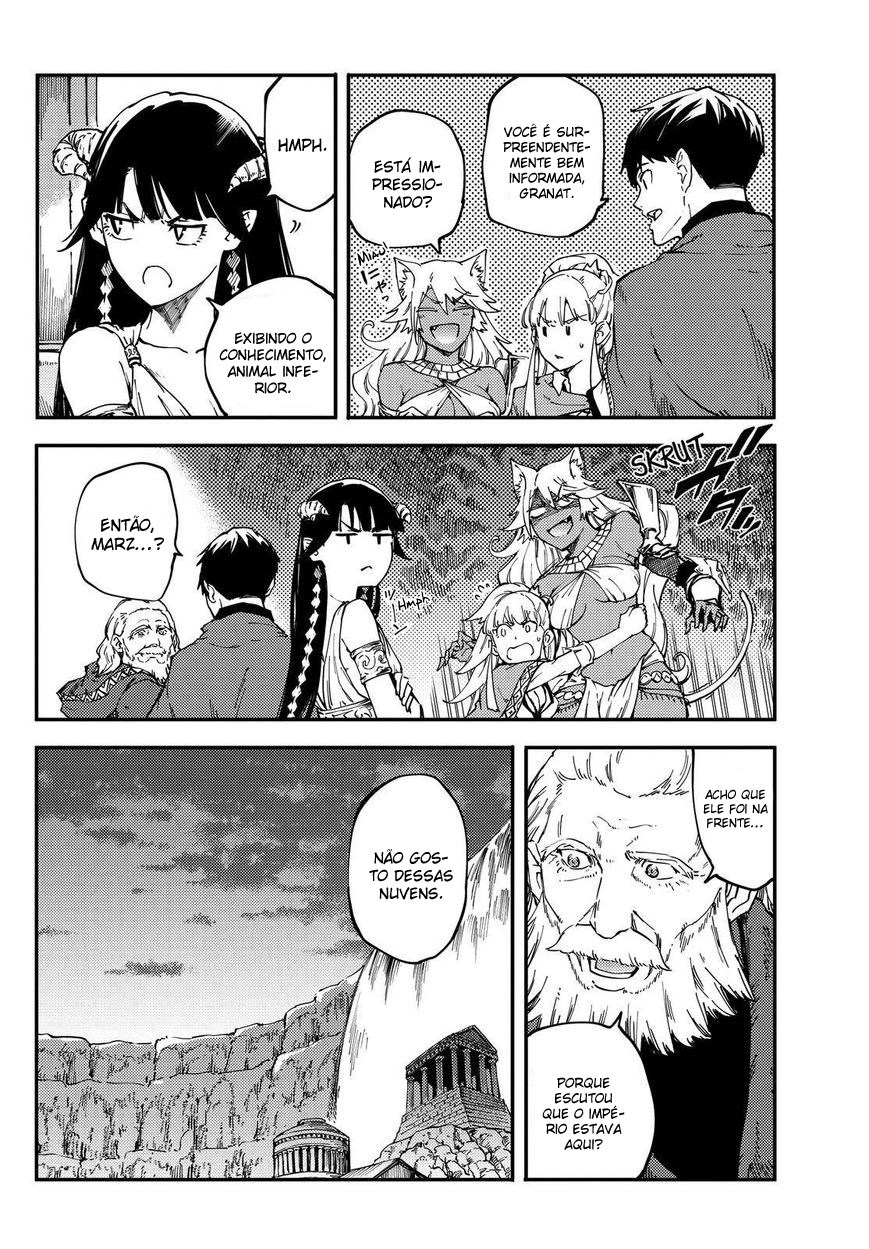 VOCÊ É SUR-
PREENDENTE-
MENTE BEM
INFORMADA,
GRANAT.
ESTÁ IM-
PRESSIO-
NADO?
Miau!
HMPH.
EXIBINDO O
CONHECIMENTO,
ANIMAL INFE-
RIOR.
SKRUT
Hmph.
ENTÃO,
MARZ...?
ACHO QUE
ELE FOI NA
FRENTE...
PORQUE
ESCUTOU
QUE O IMPÉ-
RIO ESTAVA
AQUI?
NÃO GOS-
TO DESSAS
NUVENS.